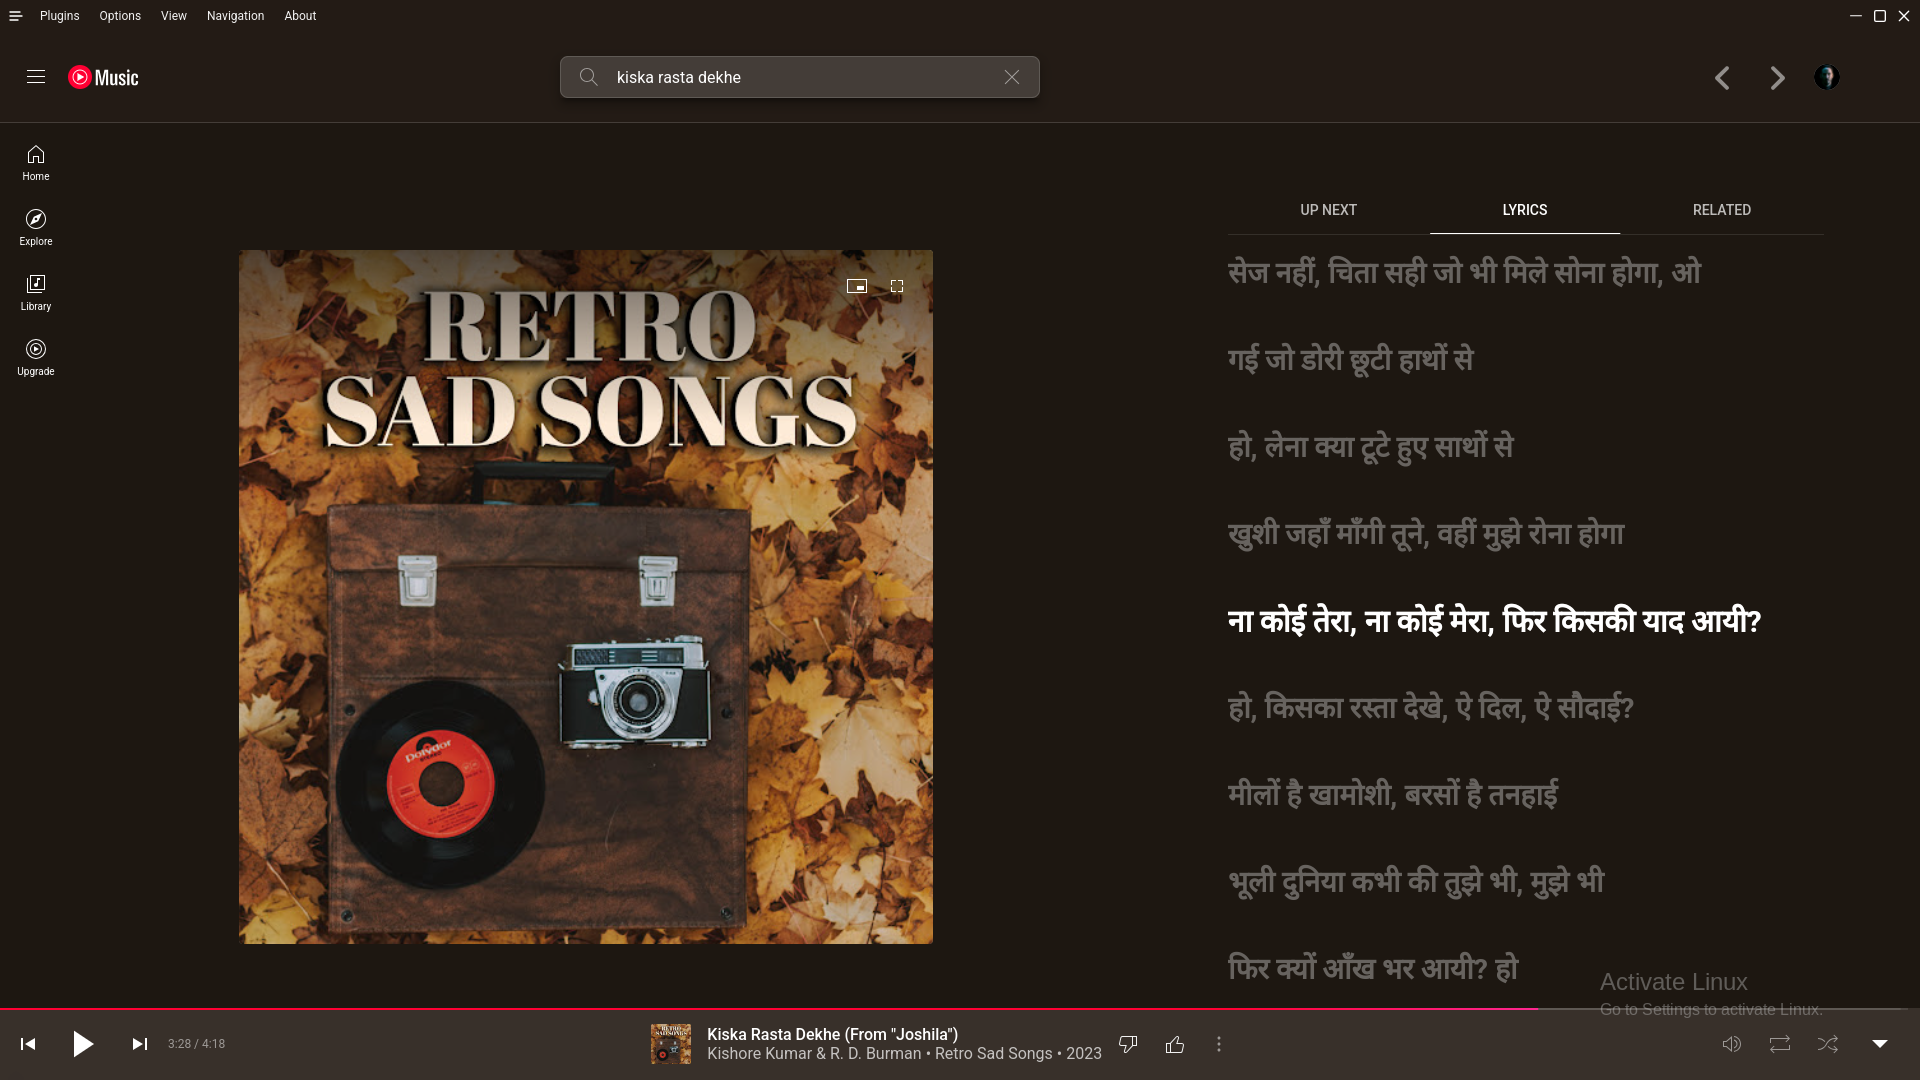 Plugins Options View Navigation About
Music
kiska rasta dekhe
Home
Explore
Library
Upgrade
RETRO
SAD SONGS
polydor
UP NEXT LYRICS RELATED
सेज नहीं, चिता सही जो भी मिले सोना होगा, ओ
गई जो डोरी छूटी हाथों से
हो, लेना क्या टूटे हुए साथों से
खुशी जहाँ माँगी तूने, वहीं मुझे रोना होगा
ना कोई तेरा, ना कोई मेरा, फिर किसकी याद आयी?
हो, किसका रस्ता देखे, ऐ दिल, ऐ सौदाई?
मीलों है खामोशी, बरसों है तनहाई
भूली दुनिया कभी की तुझे भी, मुझे भी
फिर क्यों आँख भर आयी? हो
Activate Linux
Go to Settings to activate Linux.
3:28 / 4:18
RETRO
SAD SONGS
Kiska Rasta Dekhe (From "Joshila")
Kishore Kumar & R. D. Burman • Retro Sad Songs • 2023